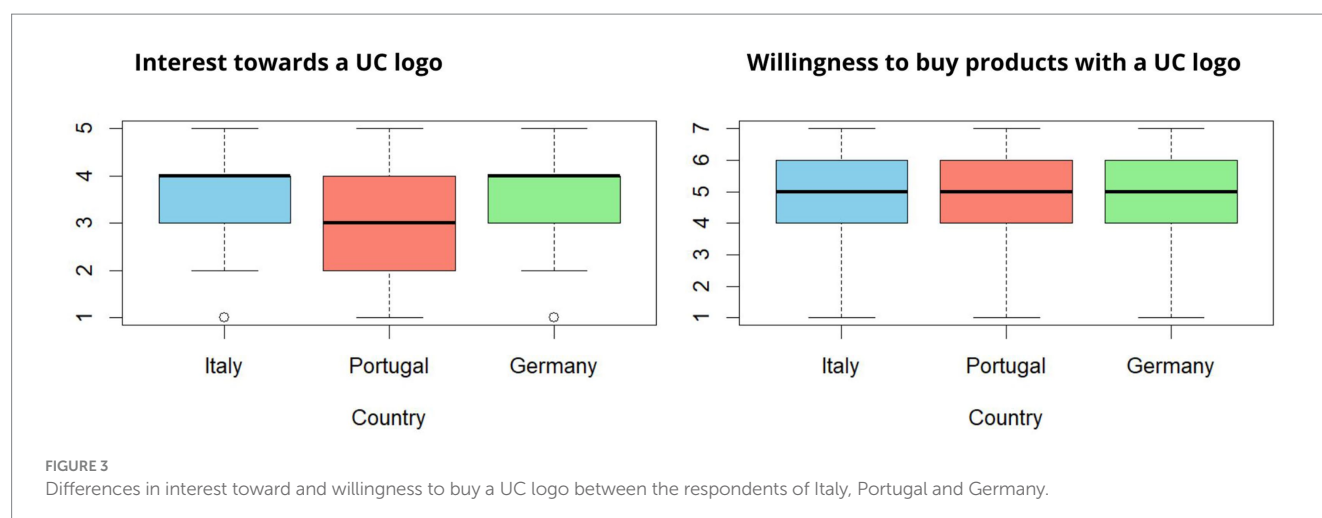 Interest towards a UC logo
5
4
3
2
1
Italy Portugal Germany
Country
Willingness to buy products with a UC logo
7
6
5
4
3
2
1
Italy Portugal Germany
Country
FIGURE 3
Differences in interest toward and willingness to buy a UC logo between the respondents of Italy, Portugal and Germany.